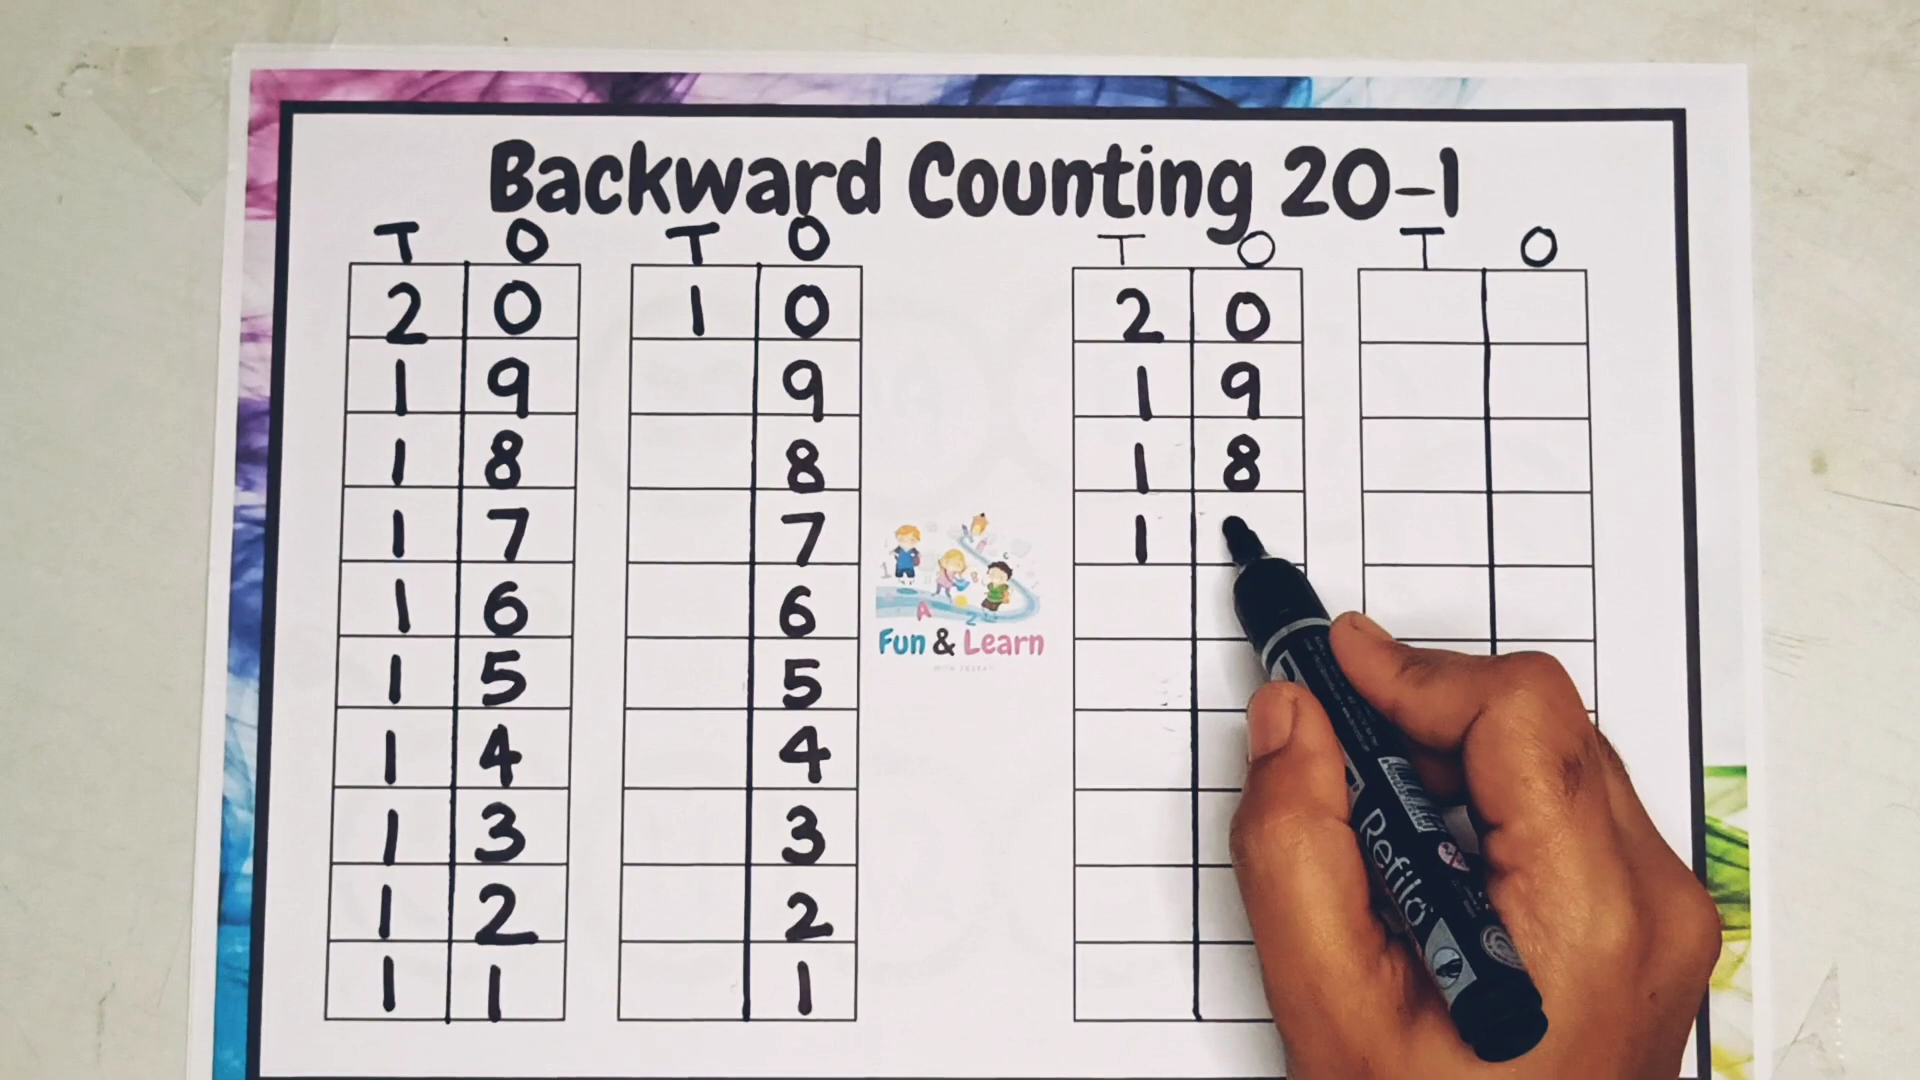 Backward Counting 20-1
T O T O T O T O
2 0 1 0 2 0
1 9 9 1 9
1 8 8 1 8
1 7 7 1
1 6 6
1 5 5
1 4 4
1 3 3
1 2 2
1 1 1
Fun & Learn
Refilo